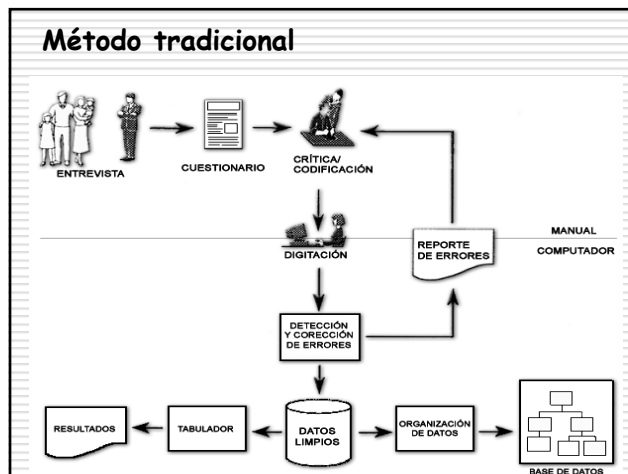 Método tradicional
ENTREVISTA
CUESTIONARIO
CRÍTICA/
CODIFICACIÓN
DIGITACIÓN
REPORTE
DE ERRORES
MANUAL
COMPUTADOR
DETECCIÓN
Y CORECCIÓN
DE ERRORES
RESULTADOS
TABULADOR
DATOS
LIMPIOS
ORGANIZACIÓN
DE DATOS
BASE DE DATOS